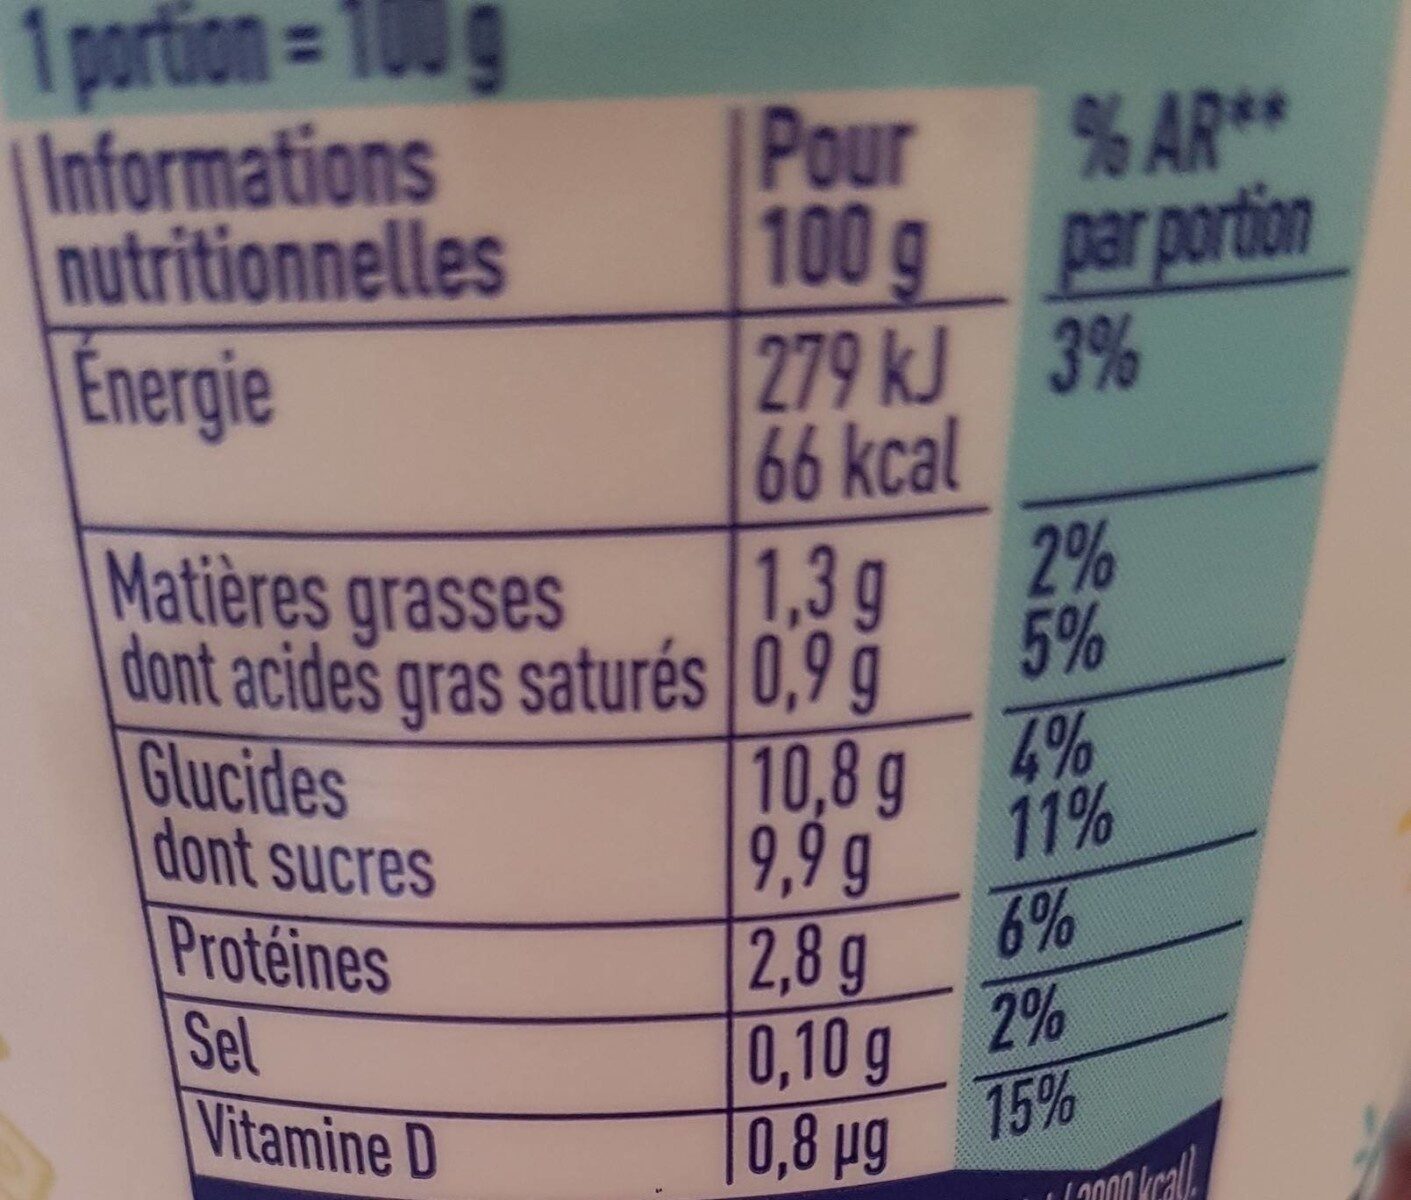 1 portion = 100 g
Informations nutritionnelles Pour 100 g % AR** par portion
Énergie 279 kJ 66 kcal 3%
Matières grasses 1,3 g 2%
dont acides gras saturés 0,9 g 5%
Glucides 10,8 g 4%
dont sucres 9,9 g 11%
Protéines 2,8 g 6%
Sel 0,10 g 2%
Vitamine D 0,8 µg 15%
kcal).